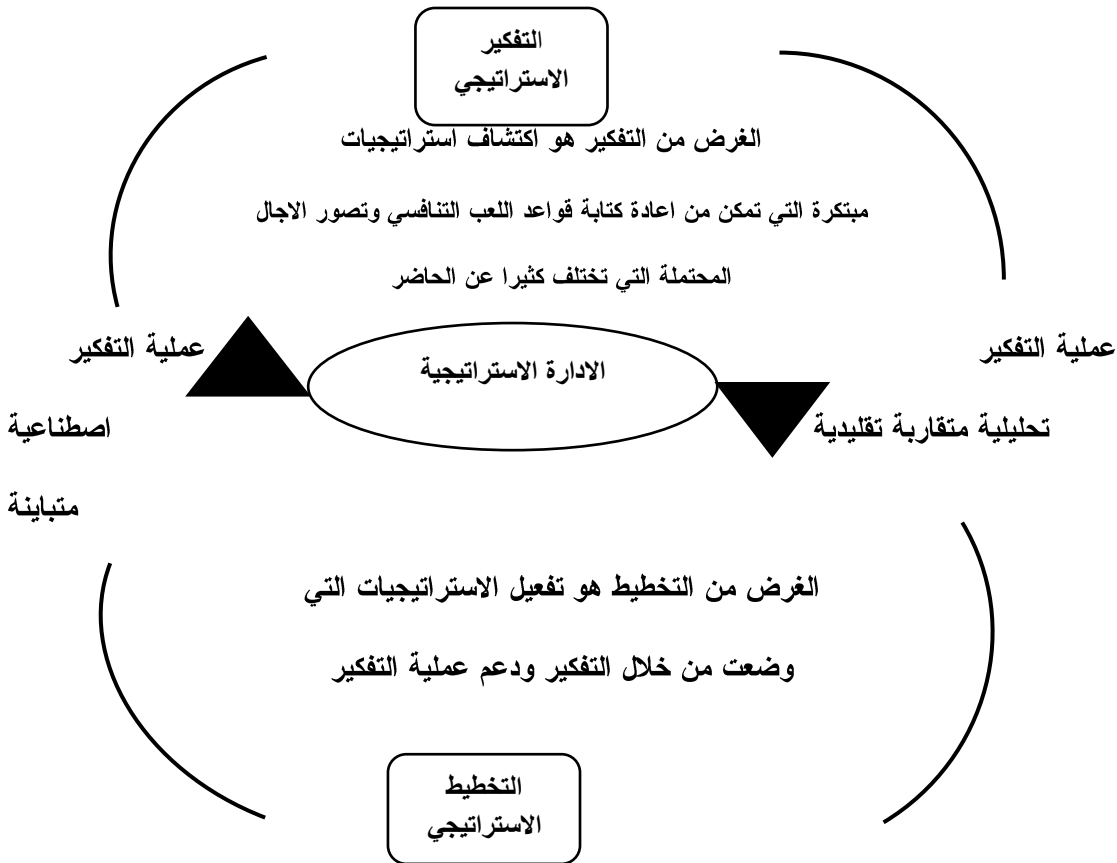 التفكير
الاستراتيجي
الغرض من التفكير هو اكتشاف استراتيجيات
مبتكرة التي تمكن من اعادة كتابة قواعد اللعب التنافسي وتصور الاجال
المحتملة التي تختلف كثيرا عن الحاضر
عملية التفكير
تحليلية متقاربة تقليدية
الادارة الاستراتيجية
عملية التفكير
اصطناعية
متباينة
الغرض من التخطيط هو تفعيل الاستراتيجيات التي
وضعت من خلال التفكير ودعم عملية التفكير
التخطيط
الاستراتيجي